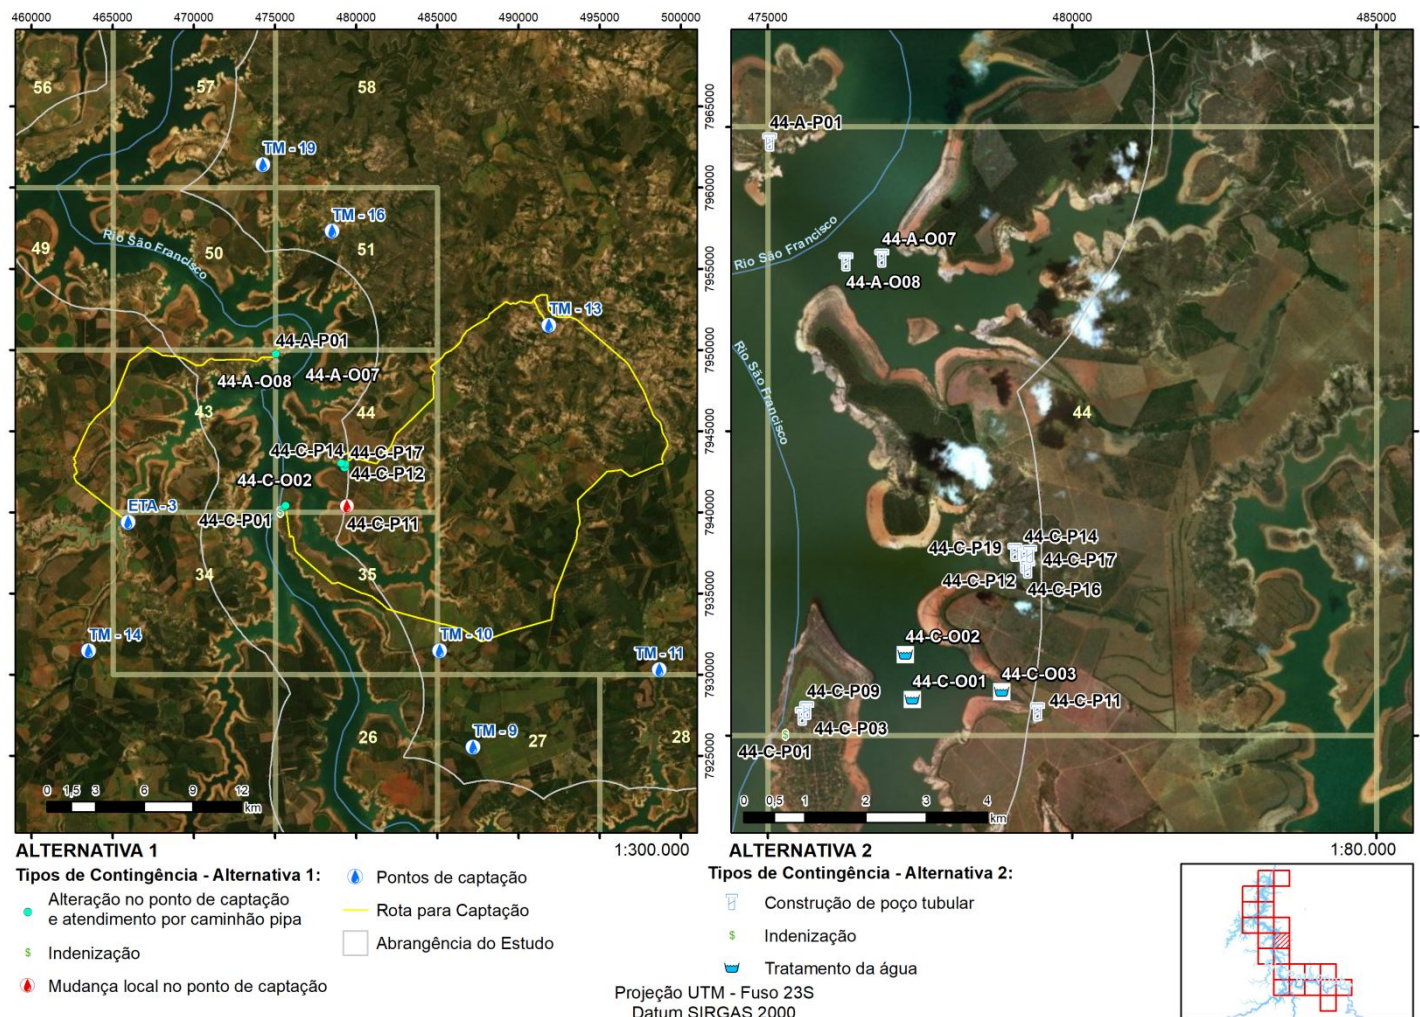 460000 465000 470000 475000 480000 485000 490000 495000 500000
475000 480000 485000
56
57
58
7965000
TM - 19
7960000
TM - 16
49
50
51
Rio São Francisco
7955000
TM - 13
44-A-P01
7950000
44-A-O08
44-A-O07
43
44
7945000
44-C-P14
44-C-P17
44-C-P12
44-C-O02
ETA - 3
44-C-P01
44-C-P11
7940000
34
35
7935000
TM - 14
TM - 10
TM - 11
7930000
TM - 9
26
27
28
7925000
0 1,5 3 6 9 12
km
44-A-P01
Rio São Francisco
44-A-O07
44-A-O08
Rio São Francisco
44
44-C-P14
44-C-P19
44-C-P17
44-C-P12
44-C-P16
44-C-O02
44-C-O01
44-C-O03
44-C-P09
44-C-P11
44-C-P03
44-C-P01
0 0,5 1 2 3 4
km
ALTERNATIVA 1
1:300.000
Tipos de Contingência - Alternativa 1:
Alteração no ponto de captação
e atendimento por caminhão pipa
$ Indenização
Mudança local no ponto de captação
Pontos de captação
Rota para Captação
Abrangência do Estudo
ALTERNATIVA 2
1:80.000
Tipos de Contingência - Alternativa 2:
Construção de poço tubular
$ Indenização
Tratamento da água
Projeção UTM - Fuso 23S
Datum SIRGAS 2000